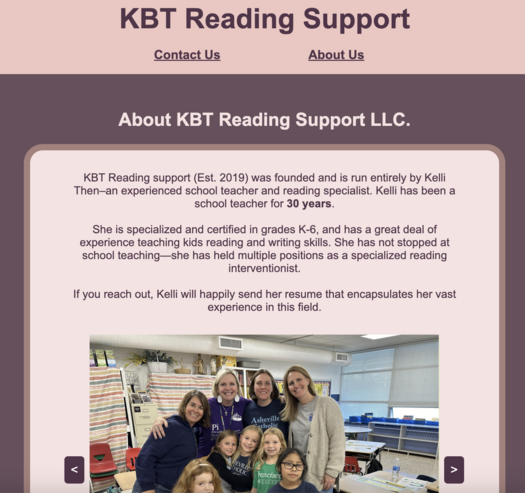 KBT Reading Support
Contact Us About Us
About KBT Reading Support LLC.
KBT Reading support (Est. 2019) was founded and is run entirely by Kelli
Then–an experienced school teacher and reading specialist. Kelli has been a
school teacher for 30 years.
She is specialized and certified in grades K-6, and has a great deal of
experience teaching kids reading and writing skills. She has not stopped at
school teaching—she has held multiple positions as a specialized reading
interventionist.
If you reach out, Kelli will happily send her resume that encapsulates her vast
experience in this field.
Asheville
< >